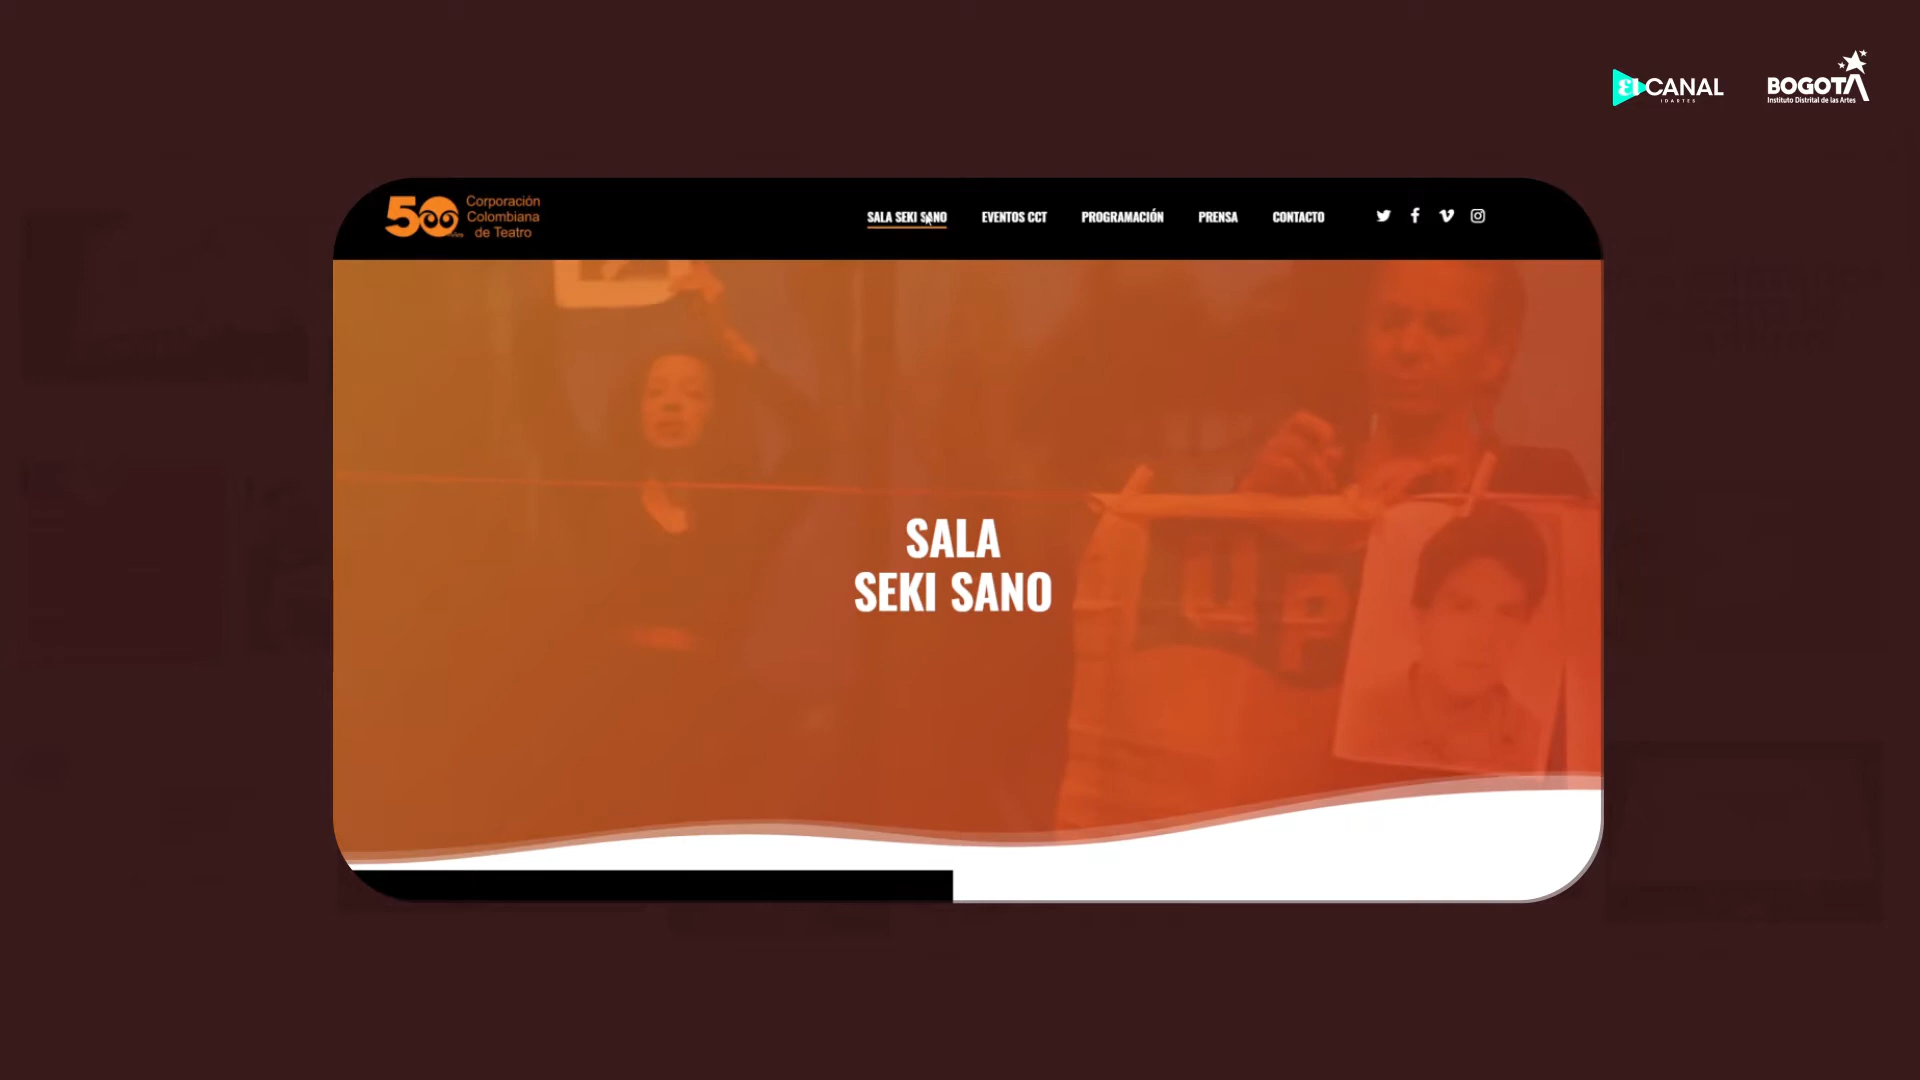 El CANAL
IDARTES
BOGOTÁ
Instituto Distrital de las Artes
50
Corporación
Colombiana
de Teatro
SALA SEKI SANO
EVENTOS CCT
PROGRAMACIÓN
PRENSA
CONTACTO
SALA
SEKI SANO
UP